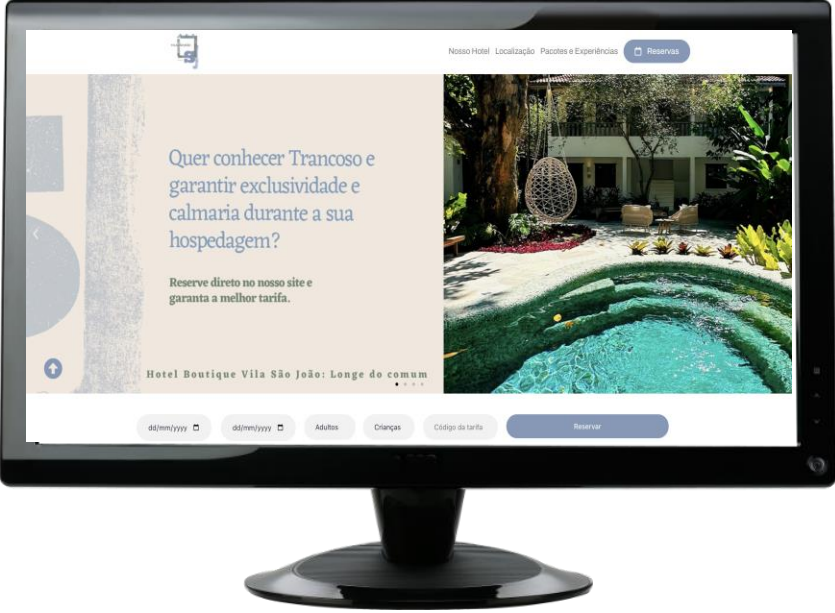 Nosso Hotel Localização Pacotes e Experiências Reservas
Quer conhecer Trancoso e
garantir exclusividade e
calmaria durante a sua
hospedagem?
Reserve direto no nosso site e
garanta a melhor tarifa.
Hotel Boutique Vila São João: Longe do comum
dd/mm/yyyy dd/mm/yyyy Adultos Crianças Código da tarifa Reservar